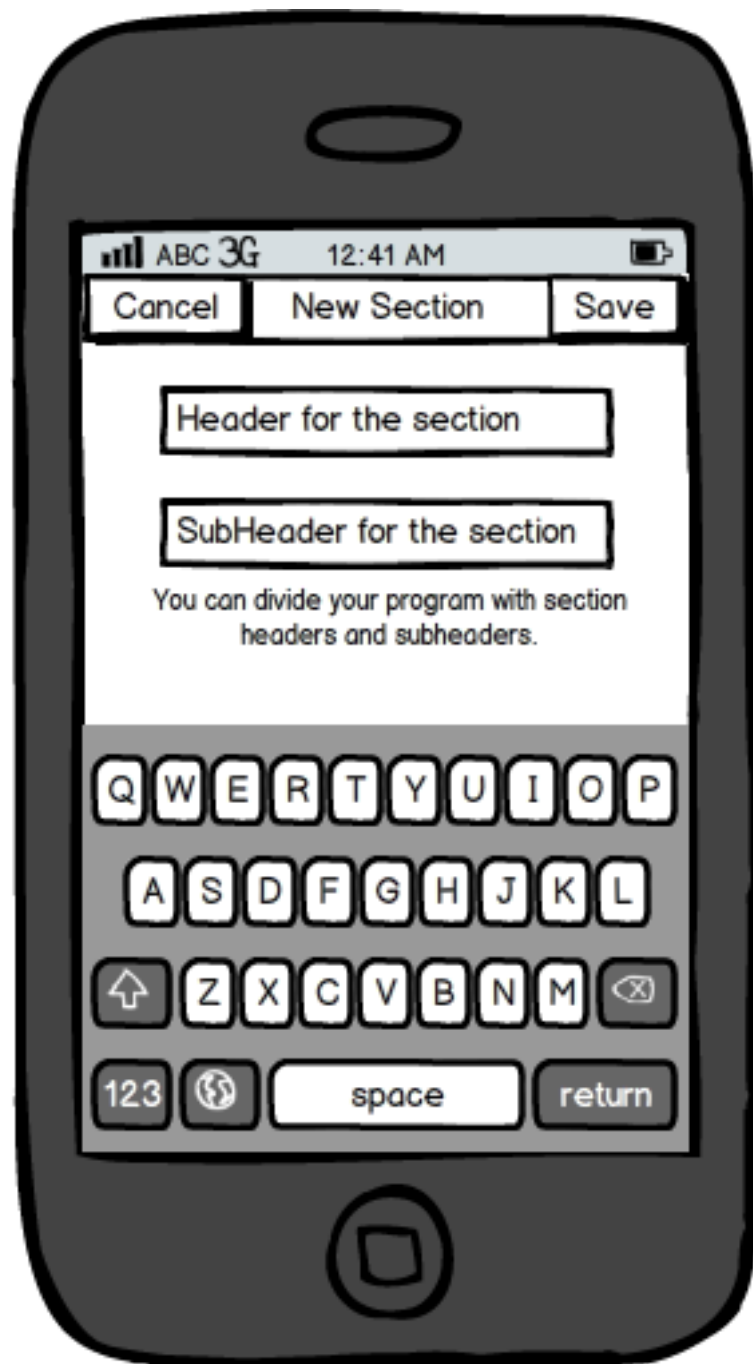 ABC 3G 12:41 AM
Cancel New Section Save
Header for the section
SubHeader for the section
You can divide your program with section
headers and subheaders.
Q W E R T Y U I O P
A S D F G H J K L
Z X C V B N M
123 space return